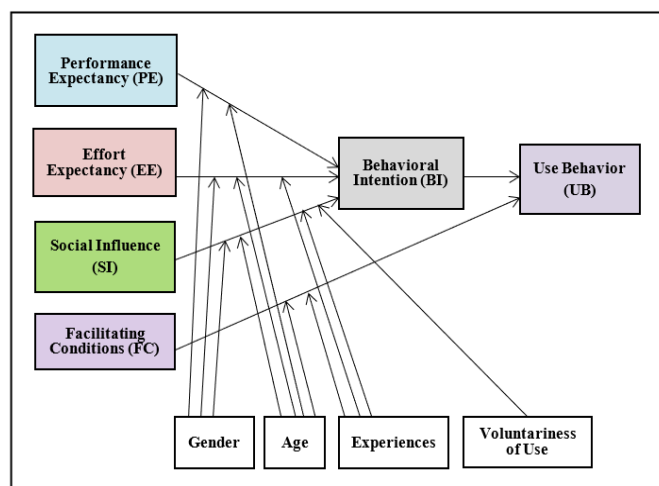 Performance
Expectancy (PE)
Effort
Expectancy (EE)
Behavioral
Intention (BI)
Use Behavior
(UB)
Social Influence
(SI)
Facilitating
Conditions (FC)
Gender
Age
Experiences
Voluntariness
of Use